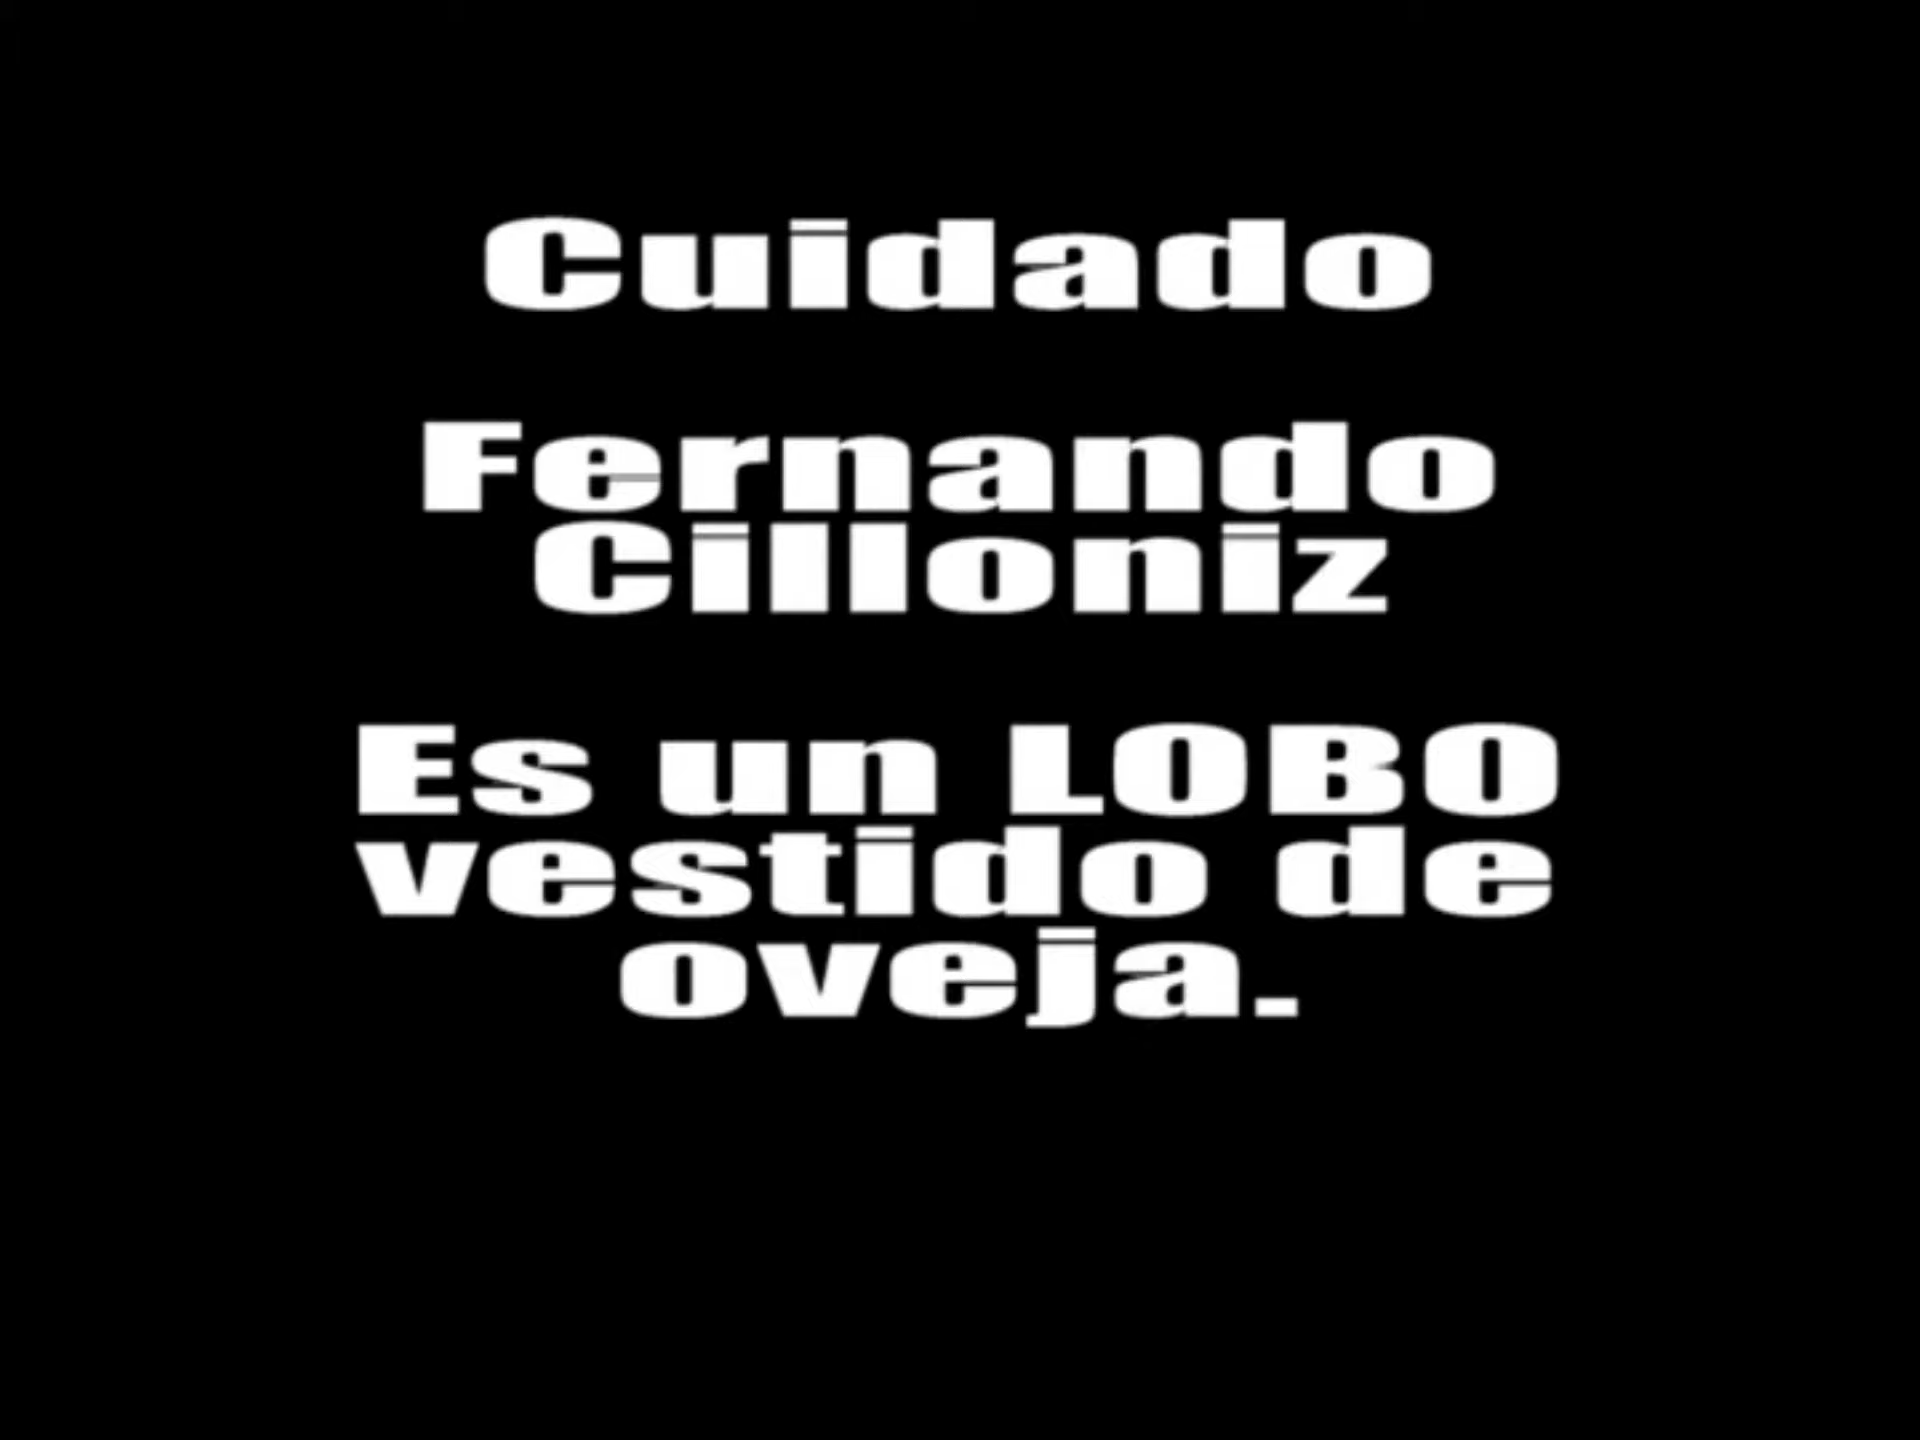 Cuidado
Fernando
Cilloniz
Es un LOBO
vestido de
oveja.